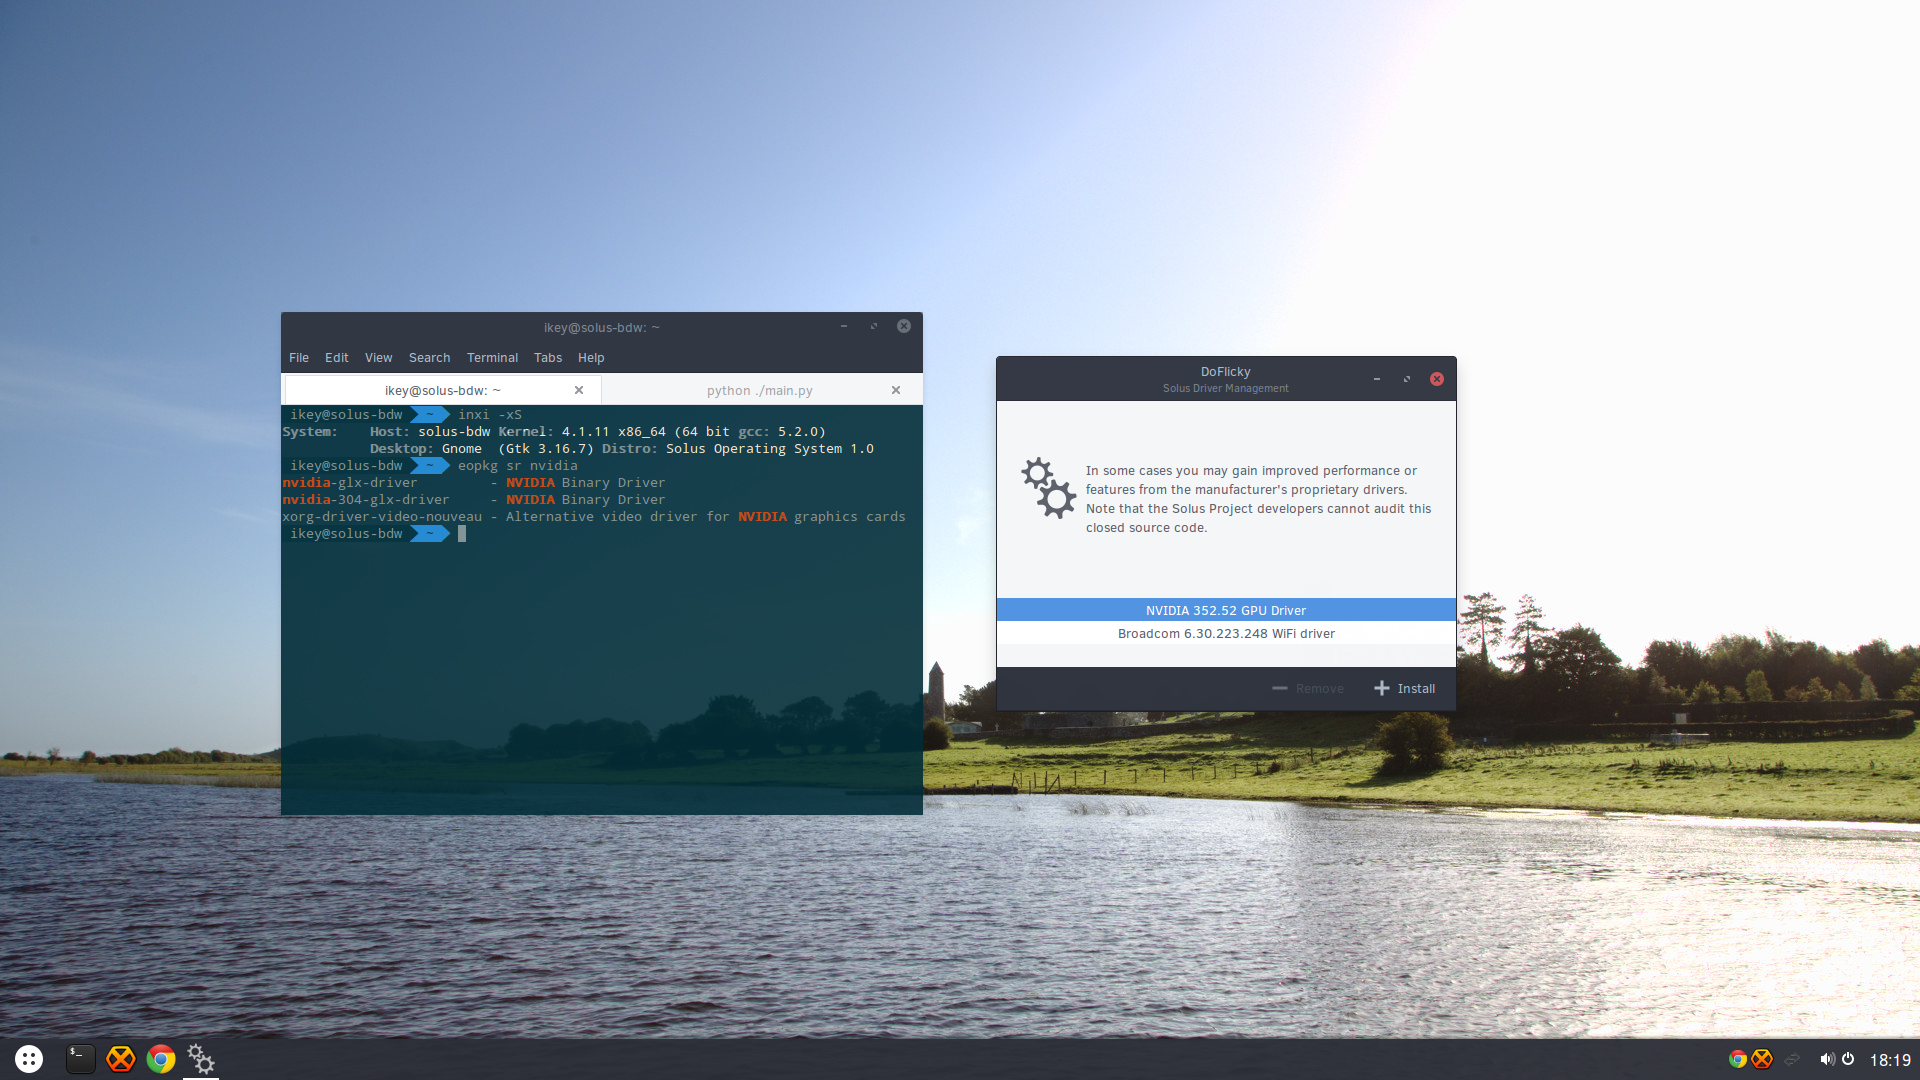 ikey@solus-bdw: ~
File Edit View Search Terminal Tabs Help
ikey@solus-bdw: ~ python ./main.py
ikey@solus-bdw ~ inxi -xS
System: Host: solus-bdw Kernel: 4.1.11 x86_64 (64 bit gcc: 5.2.0)
Desktop: Gnome (Gtk 3.16.7) Distro: Solus Operating System 1.0
ikey@solus-bdw ~ eopkg sr nvidia
nvidia-glx-driver - NVIDIA Binary Driver
nvidia-304-glx-driver - NVIDIA Binary Driver
xorg-driver-video-nouveau - Alternative video driver for NVIDIA graphics cards
ikey@solus-bdw ~
DoFlicky
Solus Driver Management
In some cases you may gain improved performance or
features from the manufacturer's proprietary drivers.
Note that the Solus Project developers cannot audit this
closed source code.
NVIDIA 352.52 GPU Driver
Broadcom 6.30.223.248 WiFi driver
Remove Install
18:19